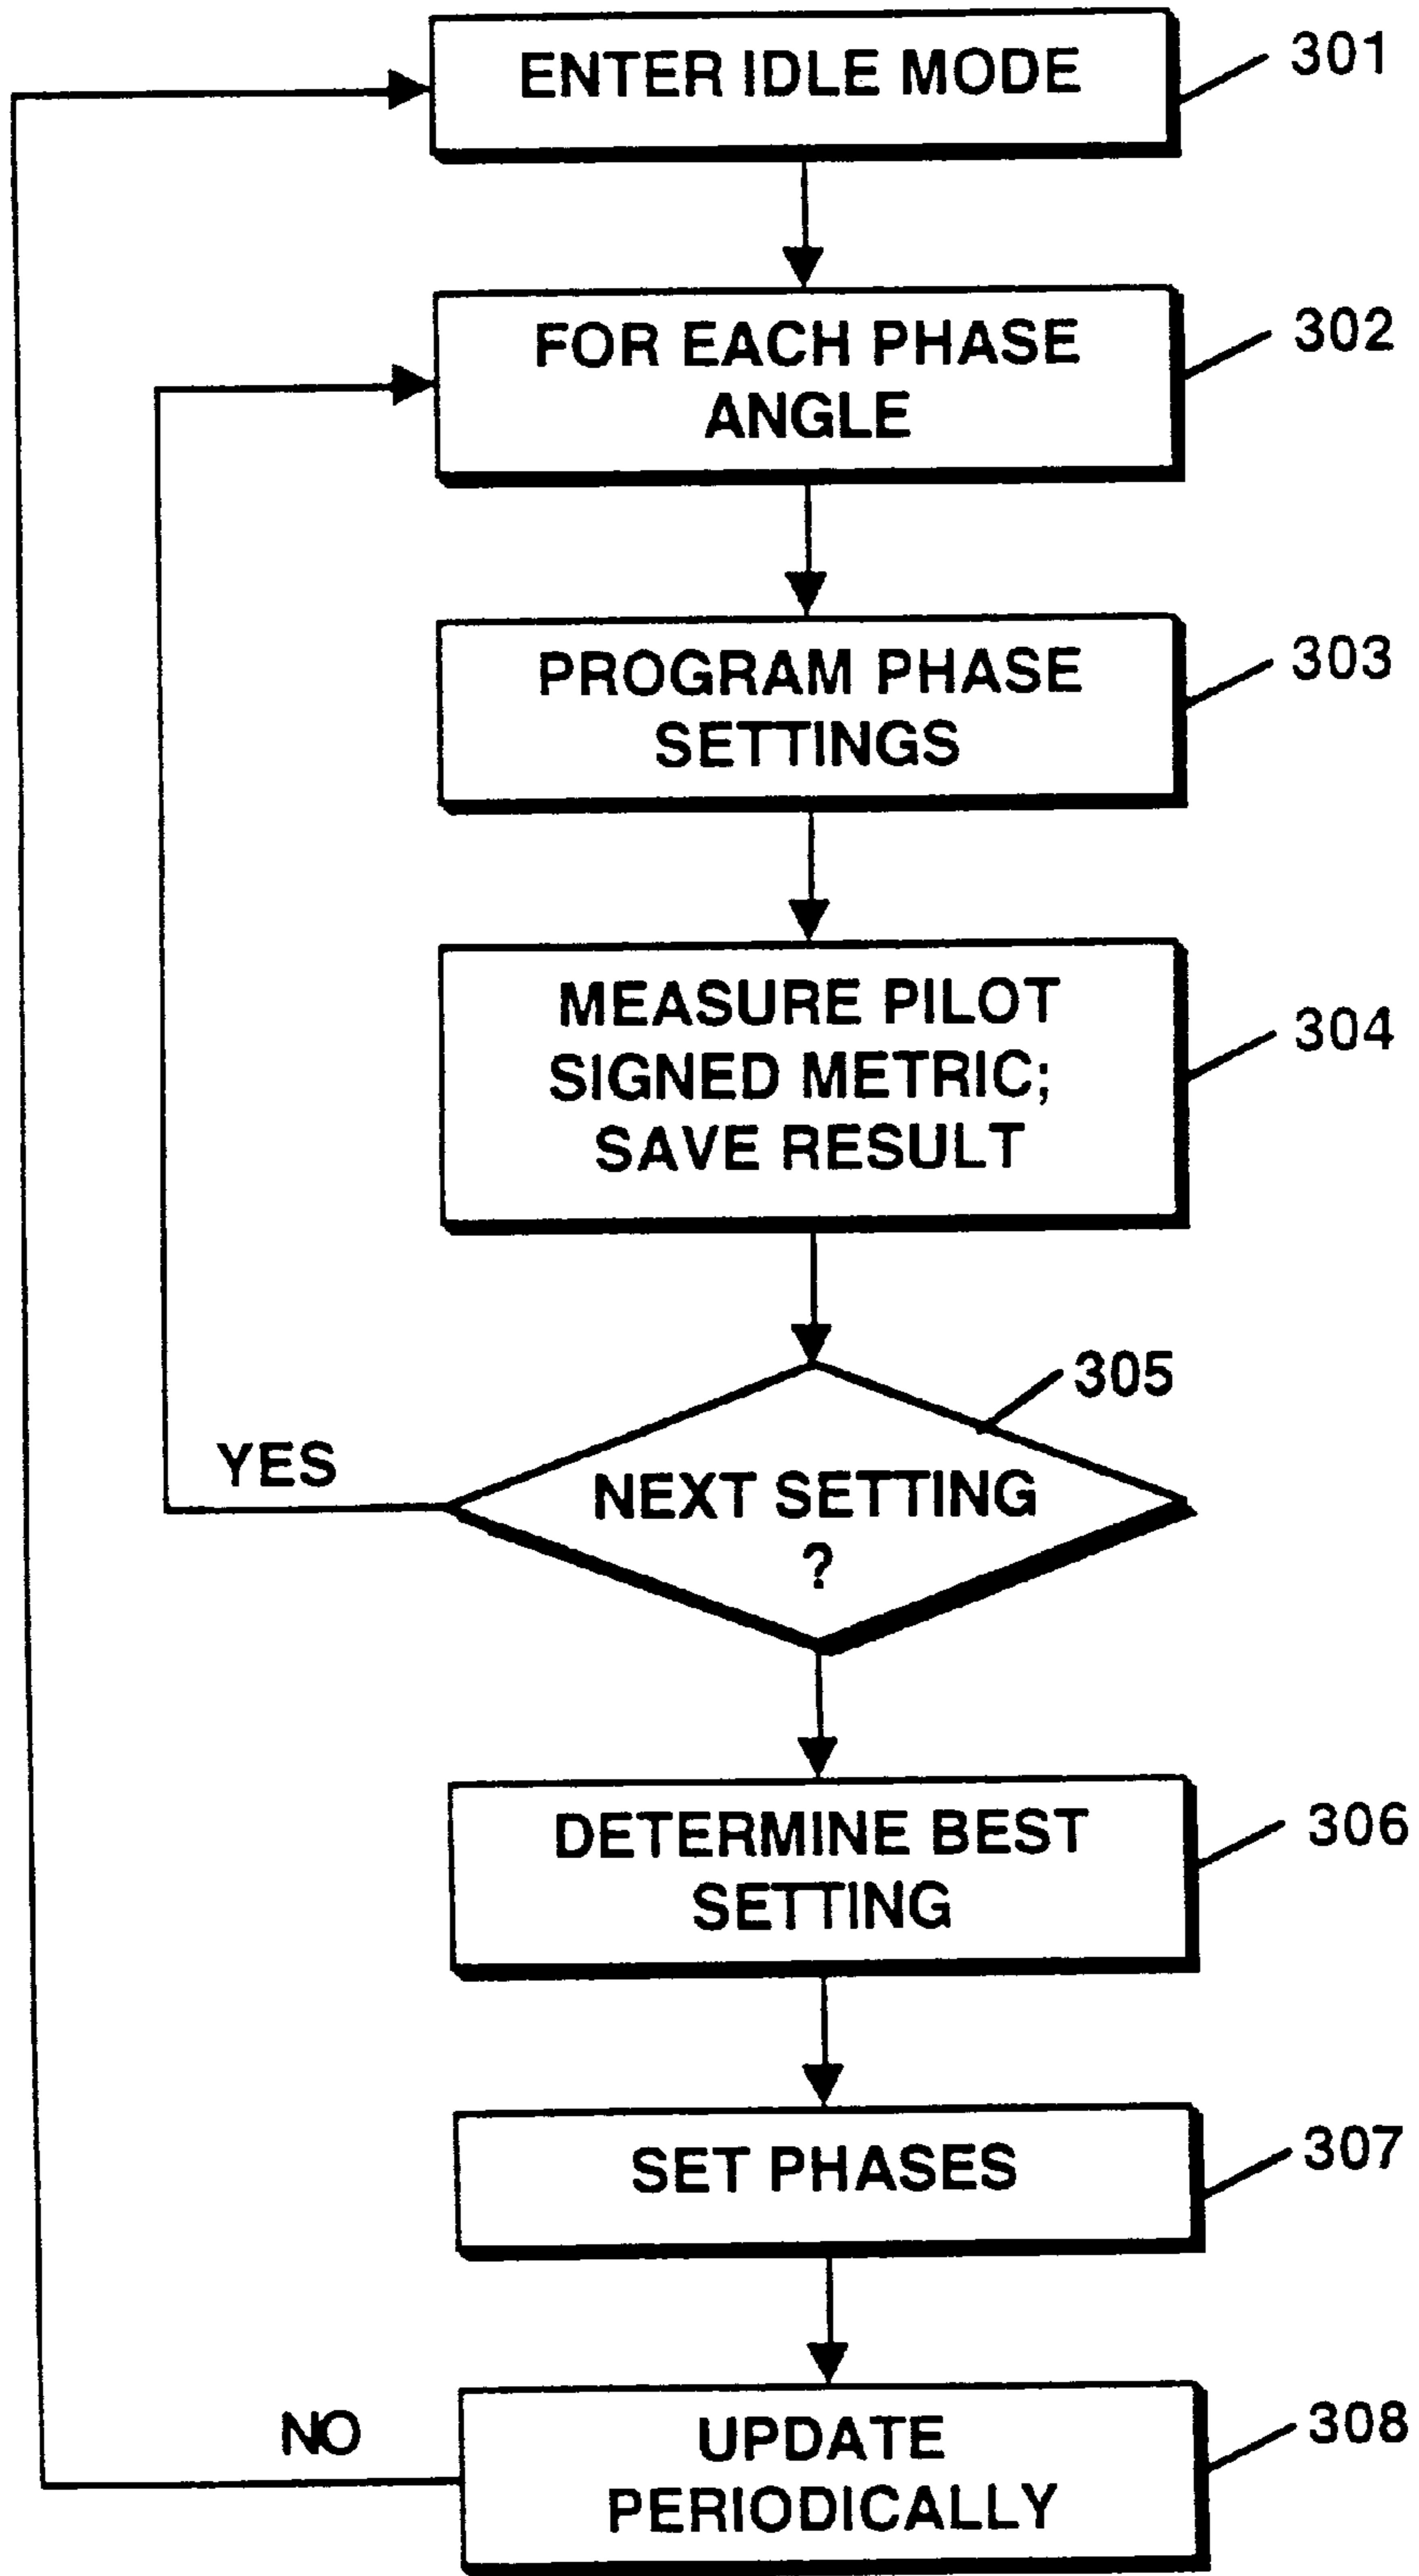 ENTER IDLE MODE
301
FOR EACH PHASE
ANGLE
302
PROGRAM PHASE
SETTINGS
303
MEASURE PILOT
SIGNED METRIC;
SAVE RESULT
304
305
YES
NEXT SETTING
?
DETERMINE BEST
SETTING
306
SET PHASES
307
NO
UPDATE
PERIODICALLY
308